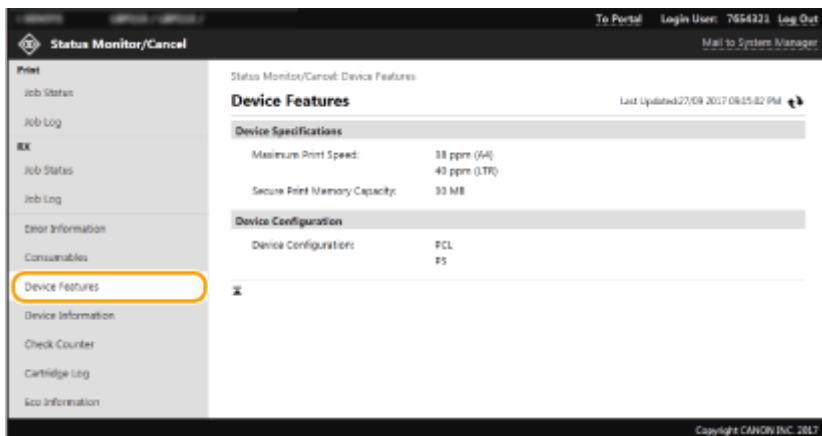 To Portal Login User: 7654321 Log Out
Status Monitor/Cancel
Mail to System Manager
Print
Job Status
Job Log
RX
Job Status
Job Log
Error Information
Consumables
Device Features
Device Information
Check Counter
Cartridge Log
Eco Information
Status Monitor/Cancel: Device Features
Device Features
Last Updated:27/09 2017 09:15:02 PM
Device Specifications
Maximum Print Speed: 38 ppm (A4)
40 ppm (LTR)
Secure Print Memory Capacity: 30 MB
Device Configuration
Device Configuration: PCL
PS
Copyright CANON INC. 2017